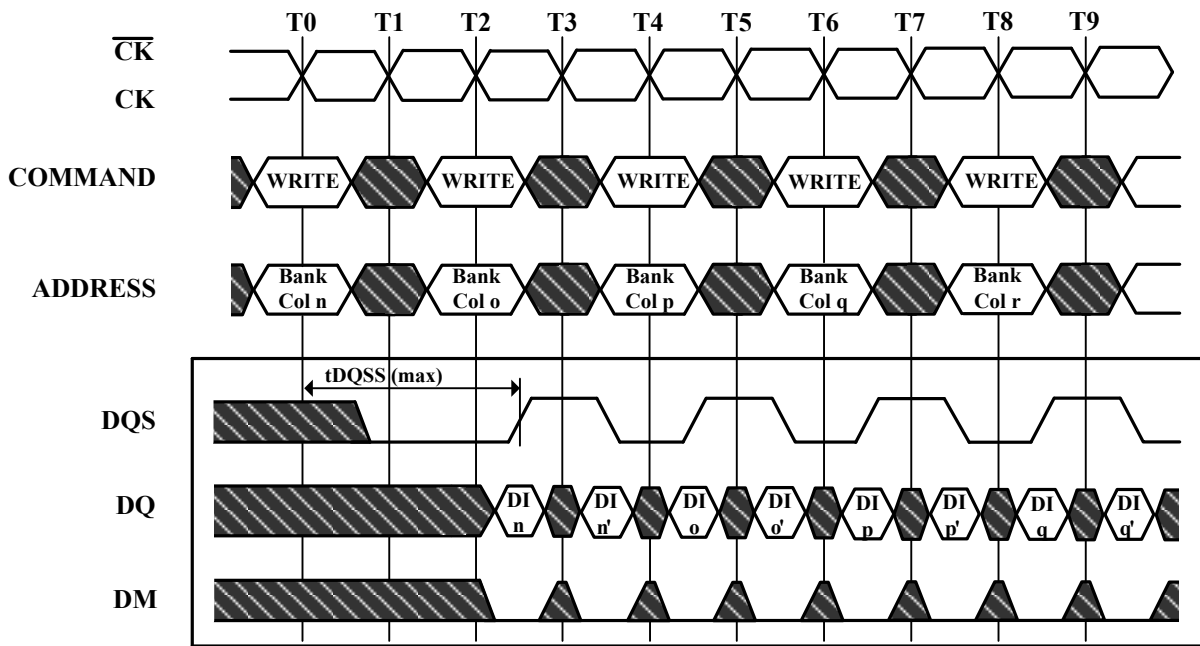 T0 T1 T2 T3 T4 T5 T6 T7 T8 T9
CK
CK
COMMAND WRITE WRITE WRITE WRITE WRITE
Bank Bank Bank Bank Bank
ADDRESS
Col n Col o Col p Col q Col r
tDQSS (max)
DQS
DI DI DI DI DI DI DI DI
DQ
n n' o o' p p' q q'
DM